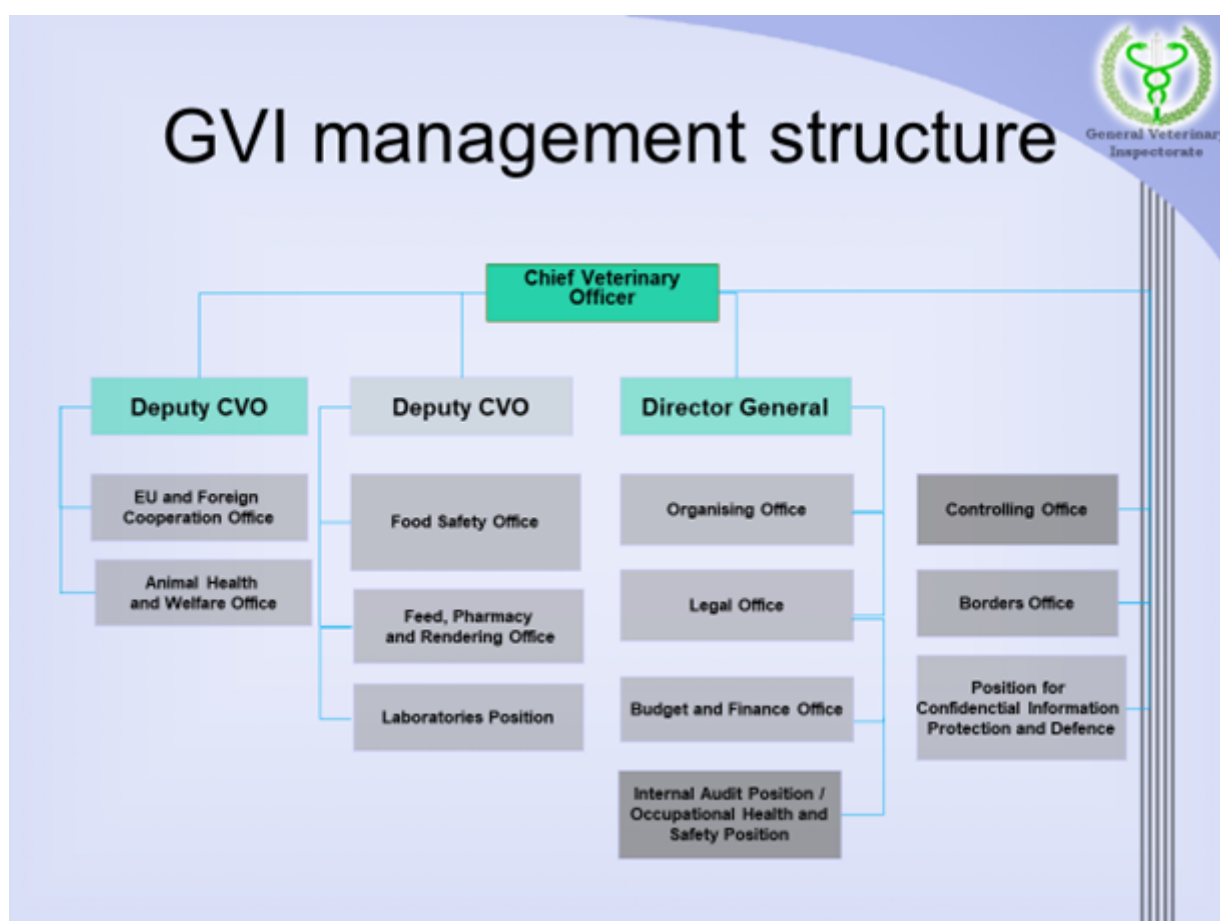 GVI management structure
General Veterinary
Inspectorate
Chief Veterinary
Officer
Deputy CVO
EU and Foreign
Cooperation Office
Animal Health
and Welfare Office
Deputy CVO
Food Safety Office
Feed, Pharmacy
and Rendering Office
Laboratories Position
Director General
Organising Office
Legal Office
Budget and Finance Office
Internal Audit Position /
Occupational Health and
Safety Position
Controlling Office
Borders Office
Position for
Confidenctial Information
Protection and Defence